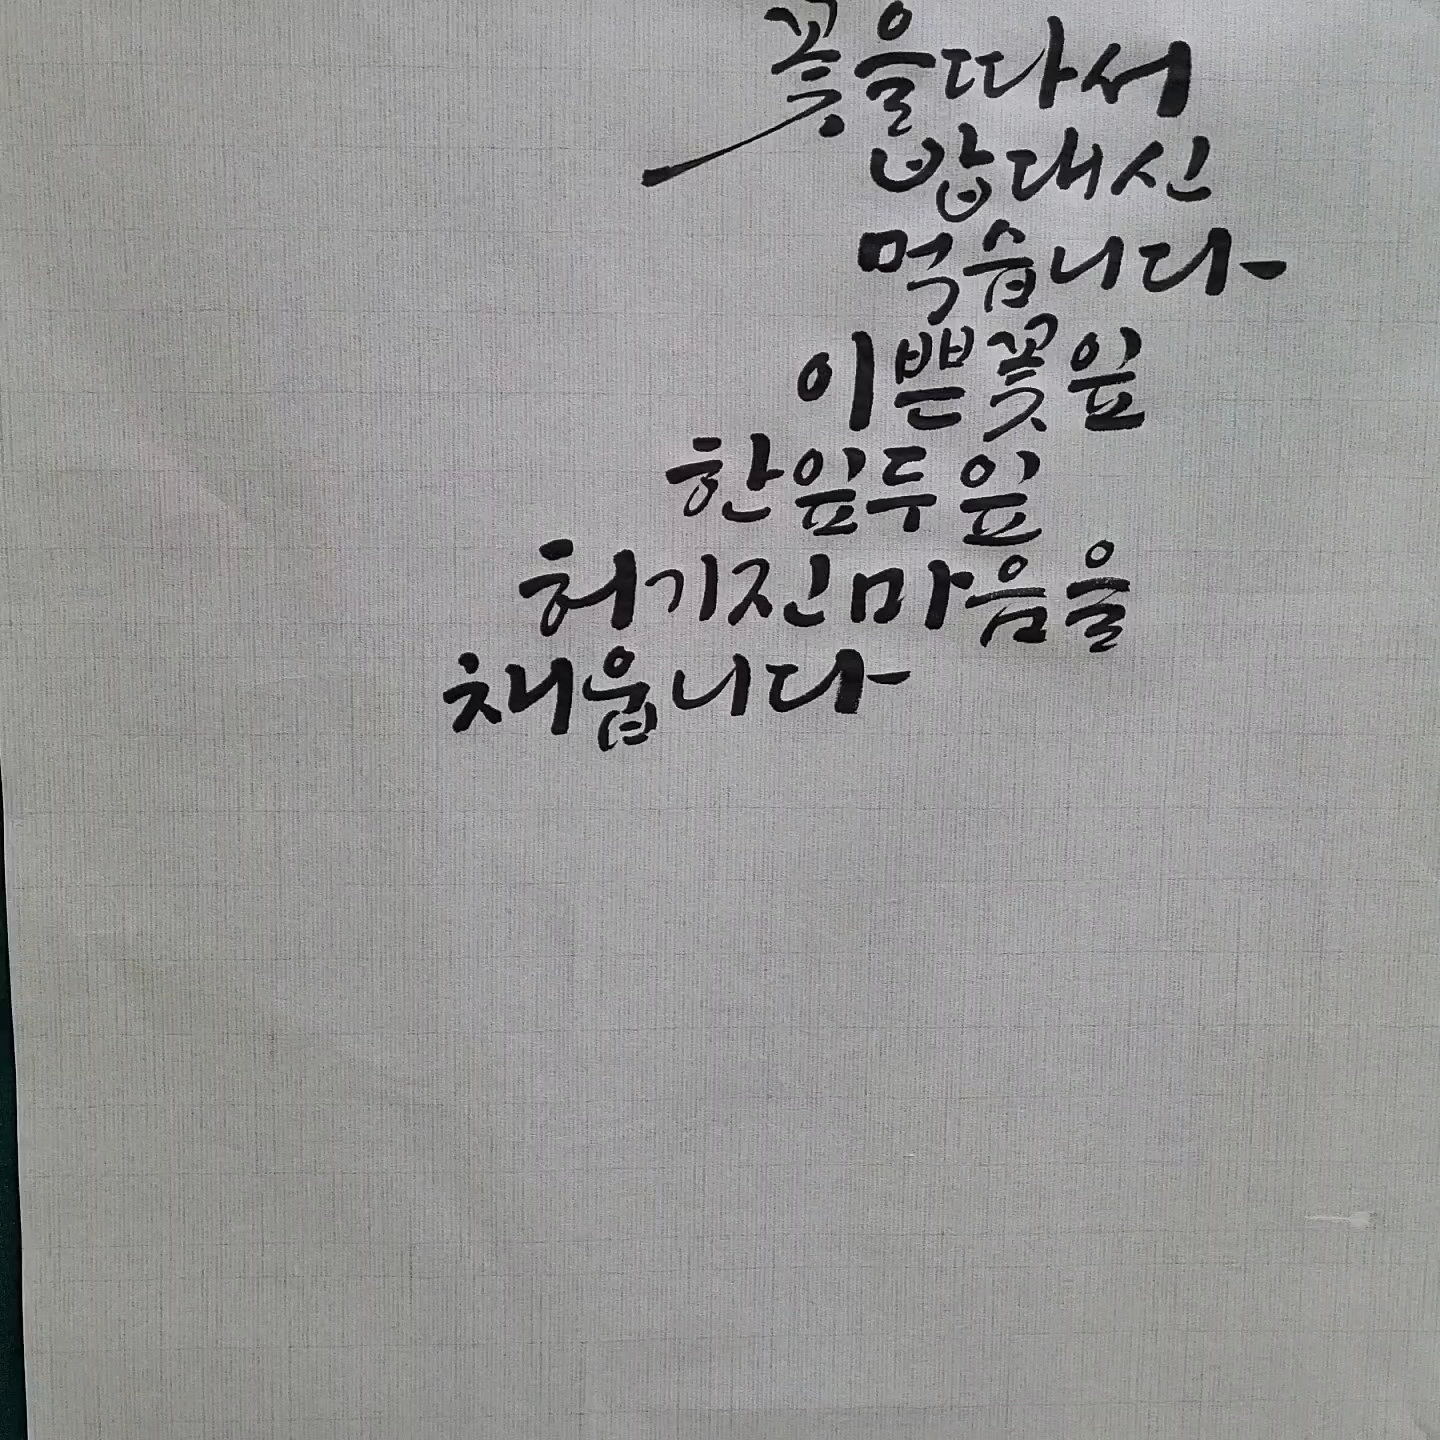 꽃을따서
밥대신
먹습니다
이쁜꽃잎
한잎두잎
허기진마음을
채웁니다